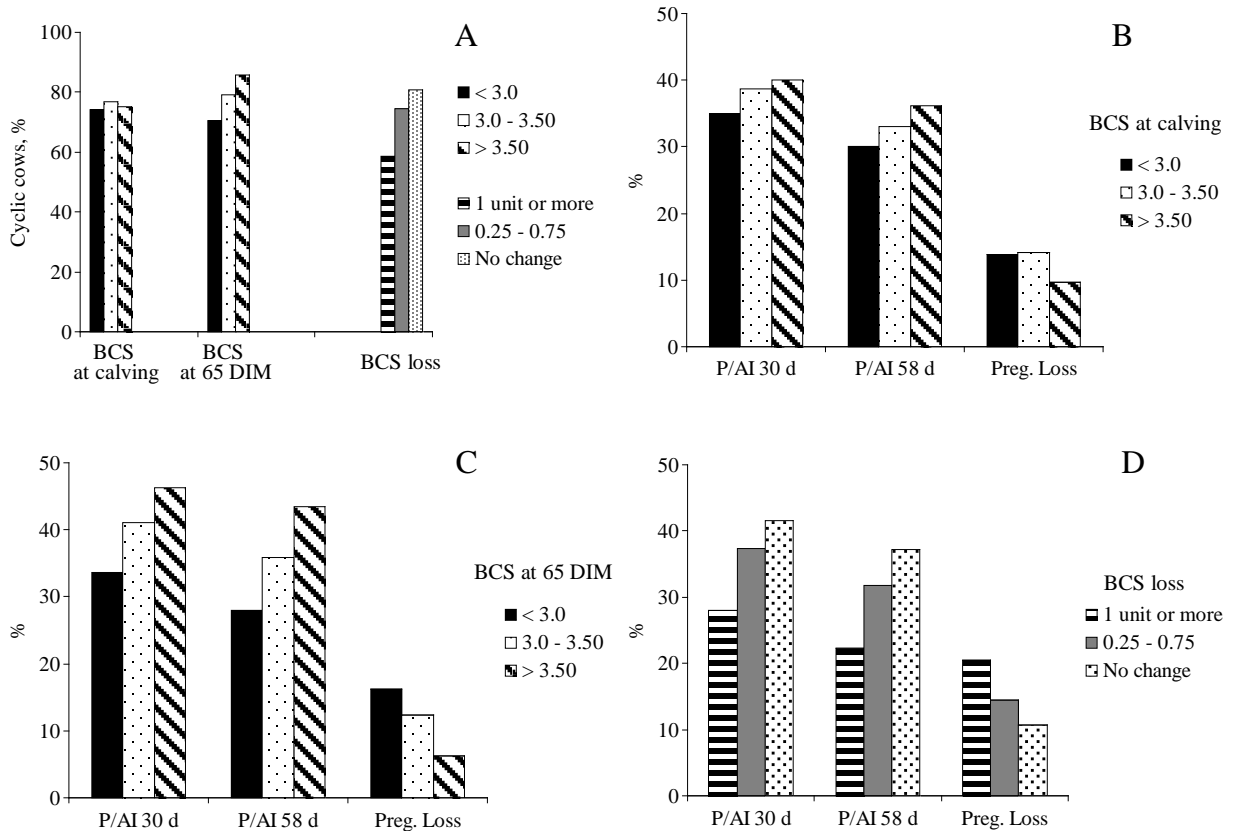 A
Cyclic cows, %
100
80
60
40
20
0
BCS
at calving
BCS
at 65 DIM
BCS loss
< 3.0
3.0 - 3.50
> 3.50
1 unit or more
0.25 - 0.75
No change
B
%
50
40
30
20
10
0
P/AI 30 d
P/AI 58 d
Preg. Loss
BCS at calving
< 3.0
3.0 - 3.50
> 3.50
C
%
50
40
30
20
10
0
P/AI 30 d
P/AI 58 d
Preg. Loss
BCS at 65 DIM
< 3.0
3.0 - 3.50
> 3.50
D
%
50
40
30
20
10
0
P/AI 30 d
P/AI 58 d
Preg. Loss
BCS loss
1 unit or more
0.25 - 0.75
No change